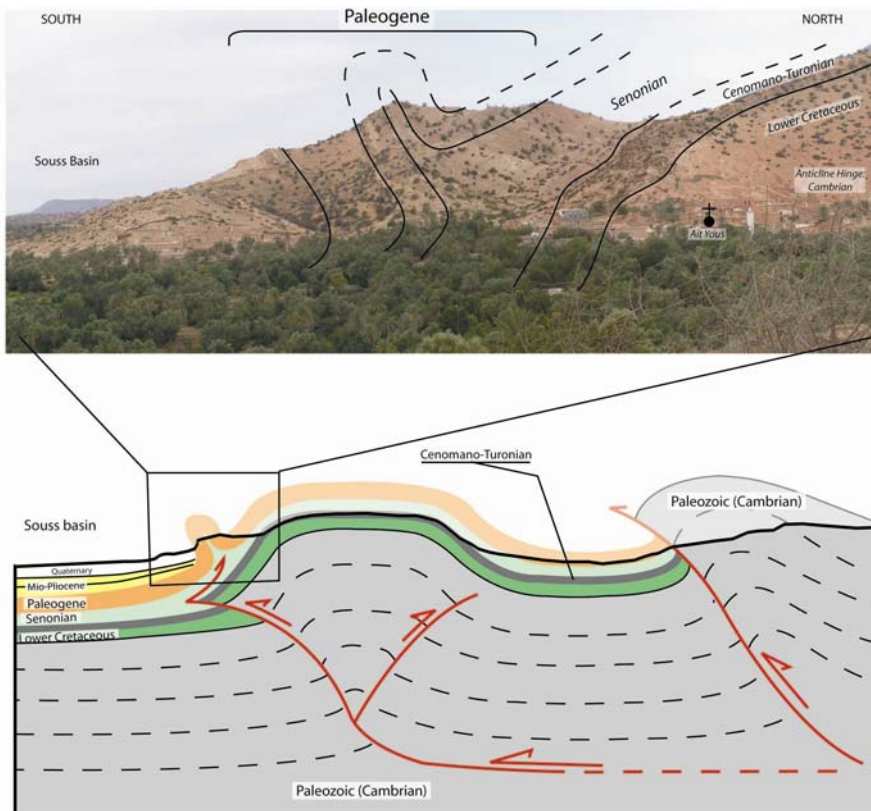 SOUTH
Paleogene
NORTH
Senonian
Cenomano-Turonian
Lower Cretaceous
Souss Basin
Anticline Hinge:
Cambrian
Ait Yous
Cenomano-Turonian
Paleozoic (Cambrian)
Souss basin
Quaternary
Mio-Pliocene
Paleogene
Senonian
Lower Cretaceous
Paleozoic (Cambrian)